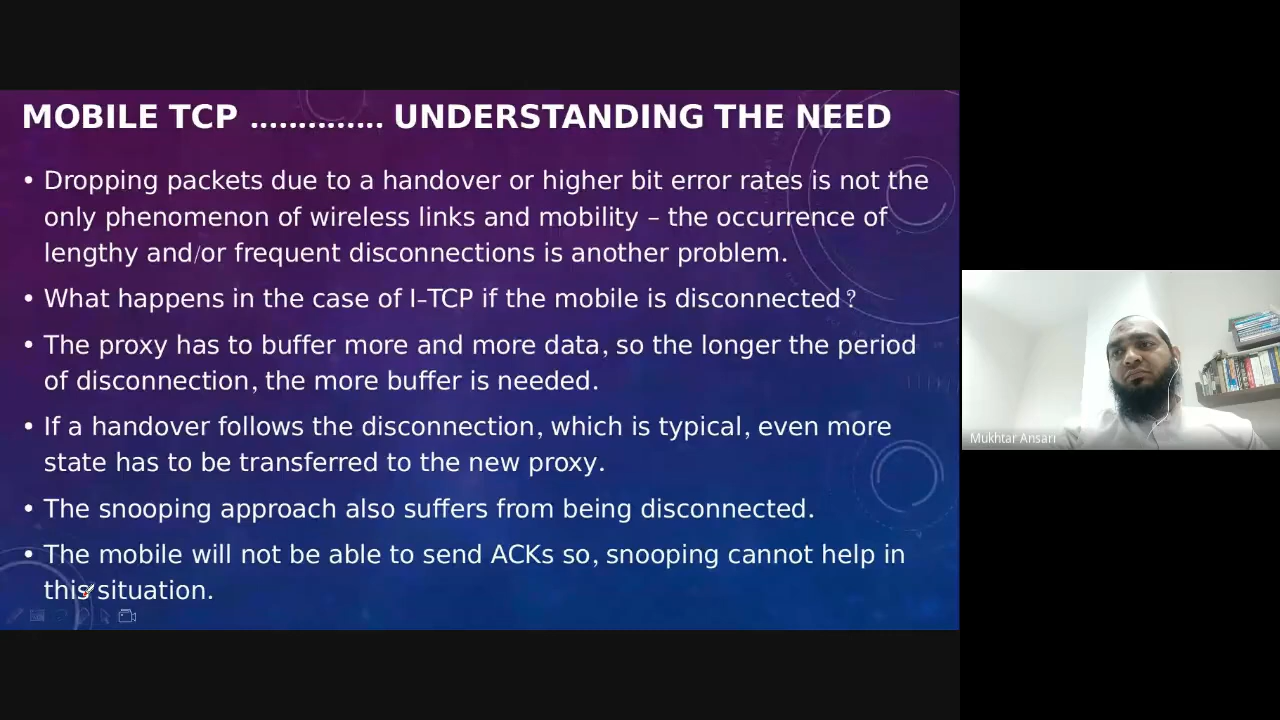 MOBILE TCP .............. UNDERSTANDING THE NEED
• Dropping packets due to a handover or higher bit error rates is not the
only phenomenon of wireless links and mobility – the occurrence of
lengthy and/or frequent disconnections is another problem.
• What happens in the case of I-TCP if the mobile is disconnected?
• The proxy has to buffer more and more data, so the longer the period
of disconnection, the more buffer is needed.
• If a handover follows the disconnection, which is typical, even more
state has to be transferred to the new proxy.
• The snooping approach also suffers from being disconnected.
• The mobile will not be able to send ACKs so, snooping cannot help in
this situation.
Mukhtar Ansari